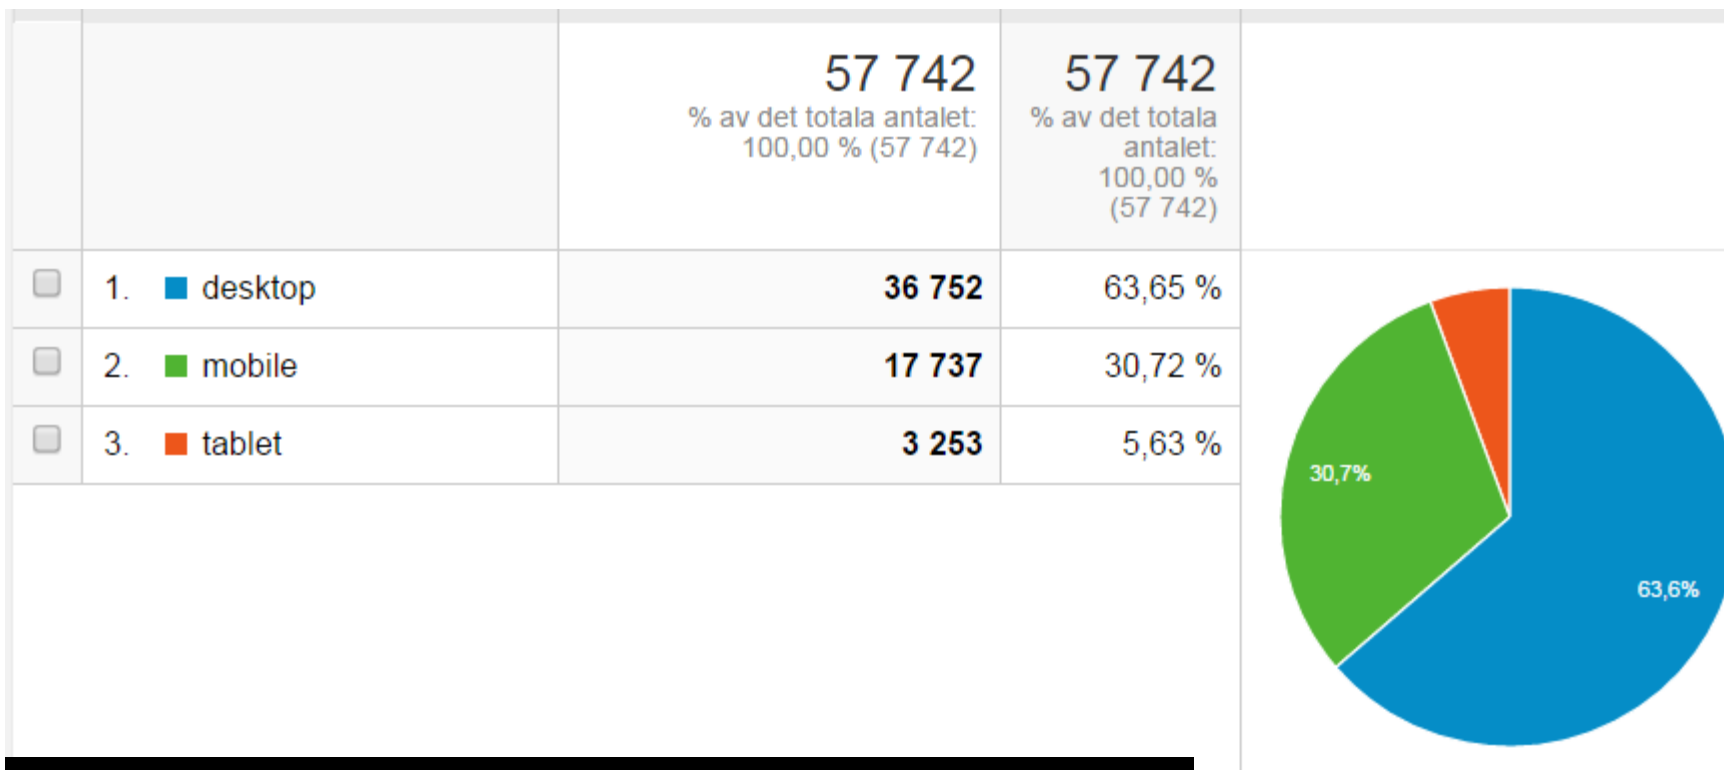 57 742
% av det totala antalet:
100,00 % (57 742)
57 742
% av det totala
antalet:
100,00 %
(57 742)
1. desktop 36 752 63,65 %
2. mobile 17 737 30,72 %
3. tablet 3 253 5,63 %
30,7%
63,6%